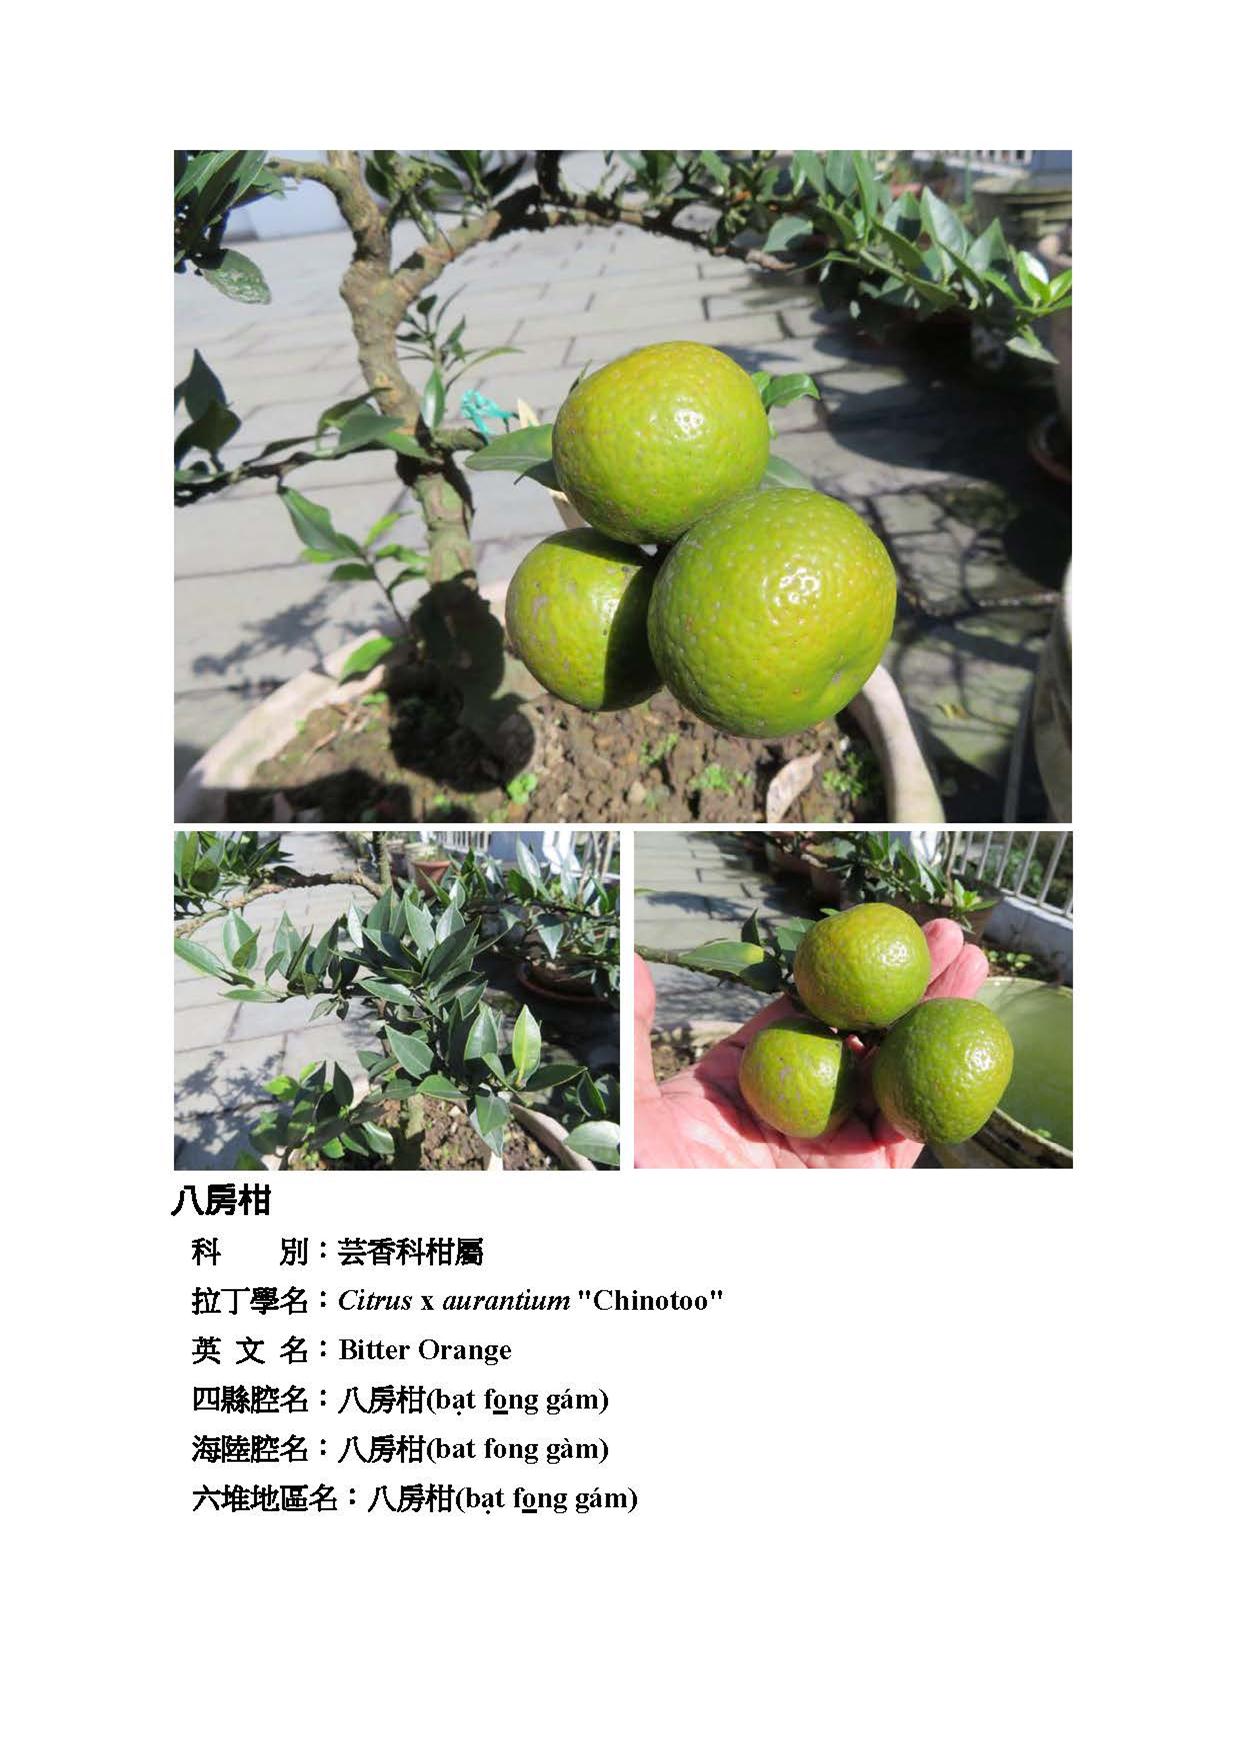 八房柑
科　　別：芸香科柑屬
拉丁學名：Citrus x aurantium "Chinotoo"
英 文 名：Bitter Orange
四縣腔名：八房柑(bạt fo̲ng gám)
海陸腔名：八房柑(bat fong gàm)
六堆地區名：八房柑(bạt fo̲ng gám)